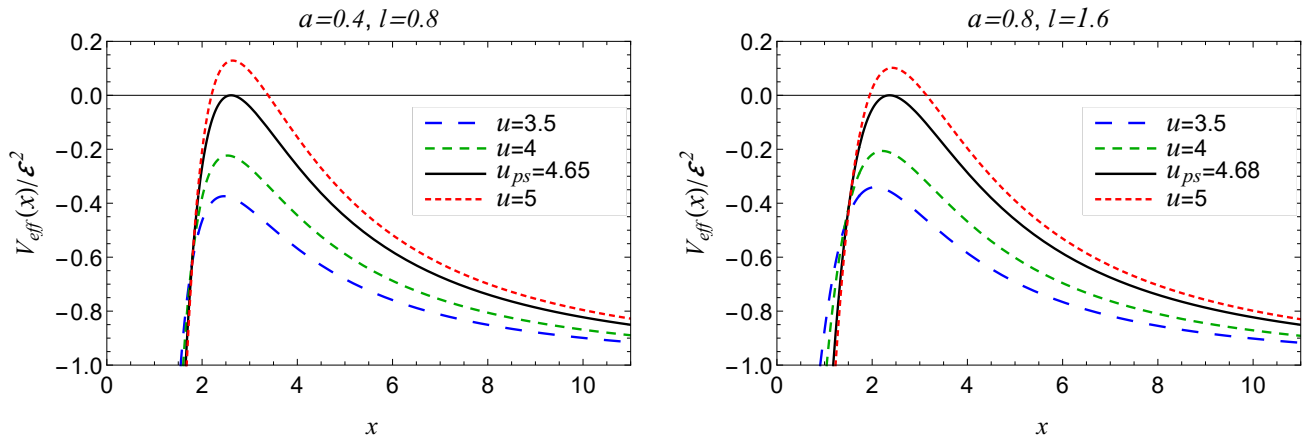 a=0.4, l=0.8
V_eff(x)/ε²
0.2
0.0
−0.2
−0.4
−0.6
−0.8
−1.0
u=3.5
u=4
u_ps=4.65
u=5
0 2 4 6 8 10
x
a=0.8, l=1.6
V_eff(x)/ε²
0.2
0.0
−0.2
−0.4
−0.6
−0.8
−1.0
u=3.5
u=4
u_ps=4.68
u=5
0 2 4 6 8 10
x